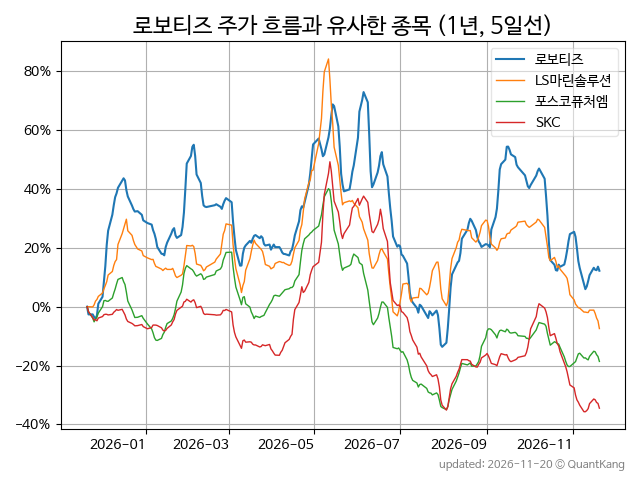 로보티즈 주가 흐름과 유사한 종목 (1년, 5일선)
로보티즈
LS마린솔루션
포스코퓨처엠
SKC
80%
60%
40%
20%
0%
−20%
−40%
2026-01
2026-03
2026-05
2026-07
2026-09
2026-11
updated: 2026-11-20 © QuantKang